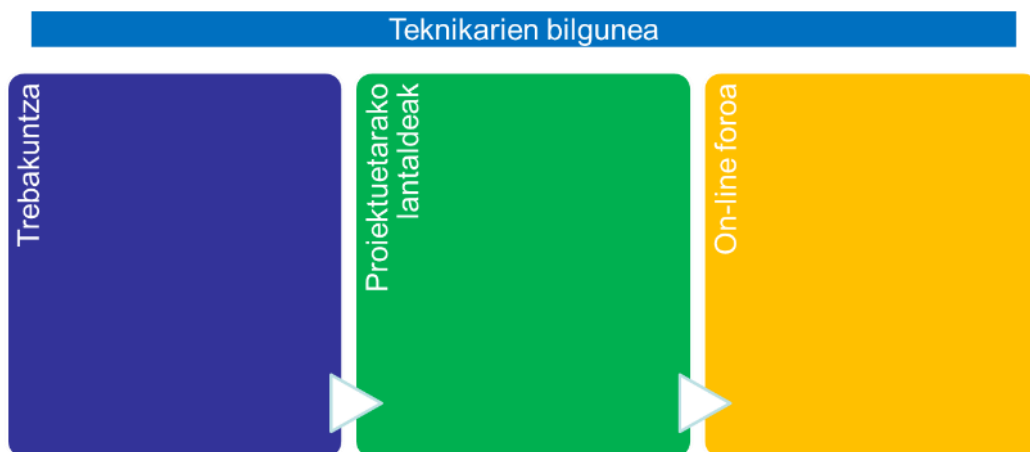 Teknikarien bilgunea
Trebakuntza
Proiektuetarako
lantaldeak
On-line foroa